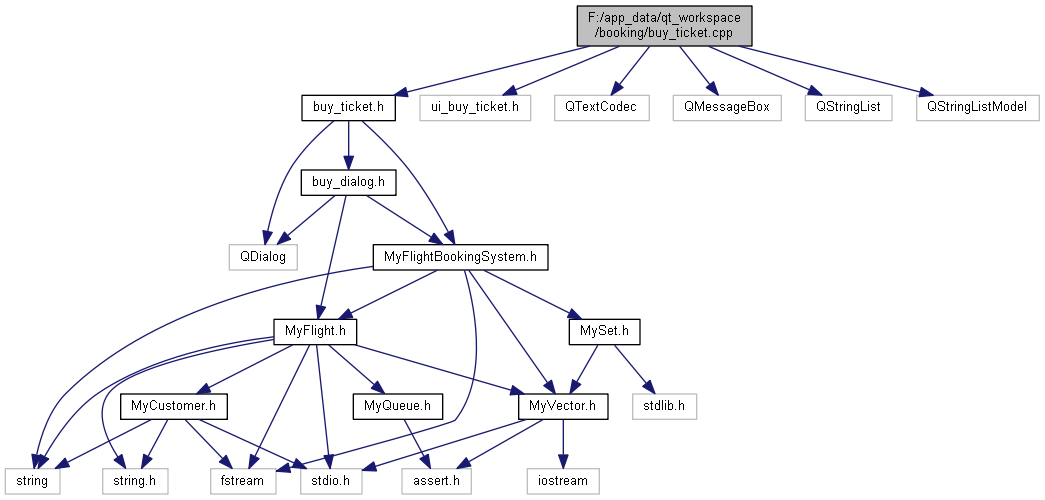 F:/app_data/qt_workspace
/booking/buy_ticket.cpp
buy_ticket.h
ui_buy_ticket.h
QTextCodec
QMessageBox
QStringList
QStringListModel
buy_dialog.h
QDialog
MyFlightBookingSystem.h
MyFlight.h
MySet.h
MyCustomer.h
MyQueue.h
MyVector.h
stdlib.h
string
string.h
fstream
stdio.h
assert.h
iostream